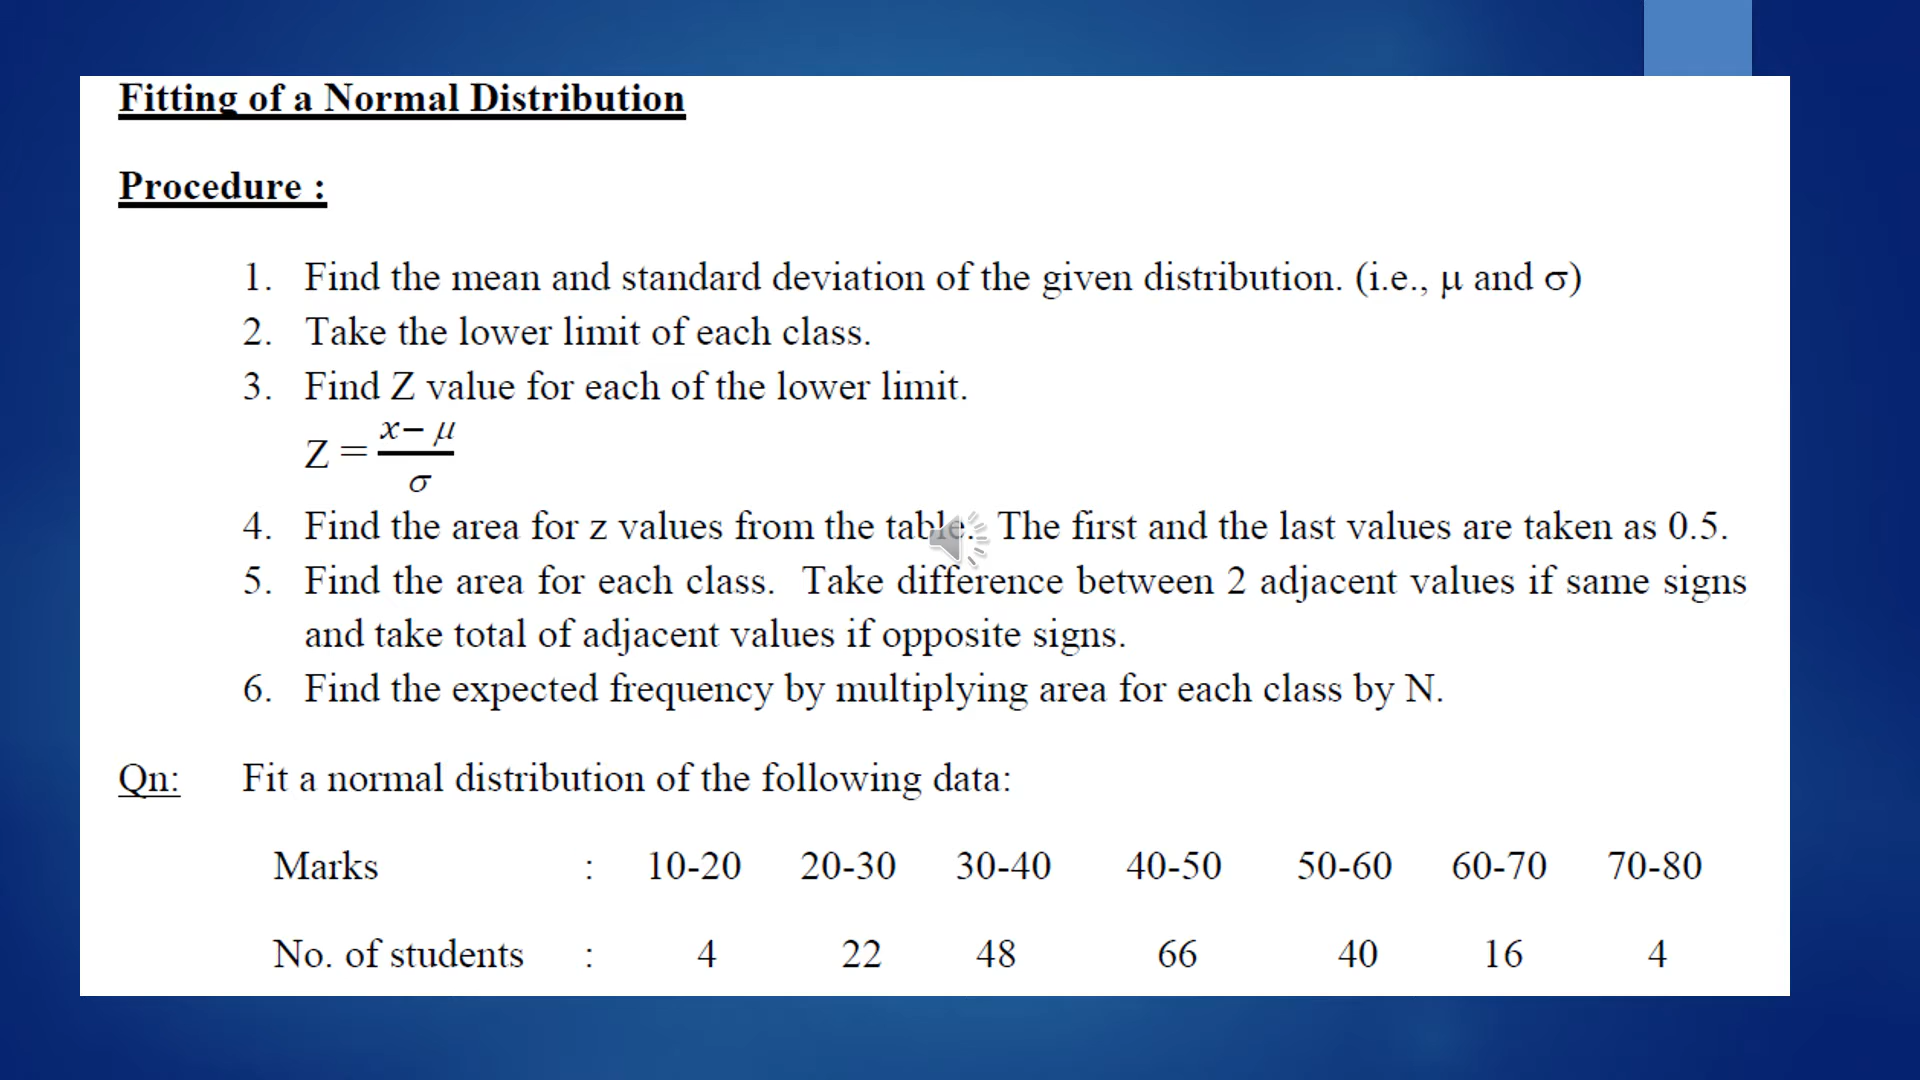 Fitting of a Normal Distribution
Procedure :
1. Find the mean and standard deviation of the given distribution. (i.e., μ and σ)
2. Take the lower limit of each class.
3. Find Z value for each of the lower limit.
Z = x− μ / σ
4. Find the area for z values from the table. The first and the last values are taken as 0.5.
5. Find the area for each class. Take difference between 2 adjacent values if same signs
and take total of adjacent values if opposite signs.
6. Find the expected frequency by multiplying area for each class by N.
Qn: Fit a normal distribution of the following data:
Marks : 10-20 20-30 30-40 40-50 50-60 60-70 70-80
No. of students : 4 22 48 66 40 16 4